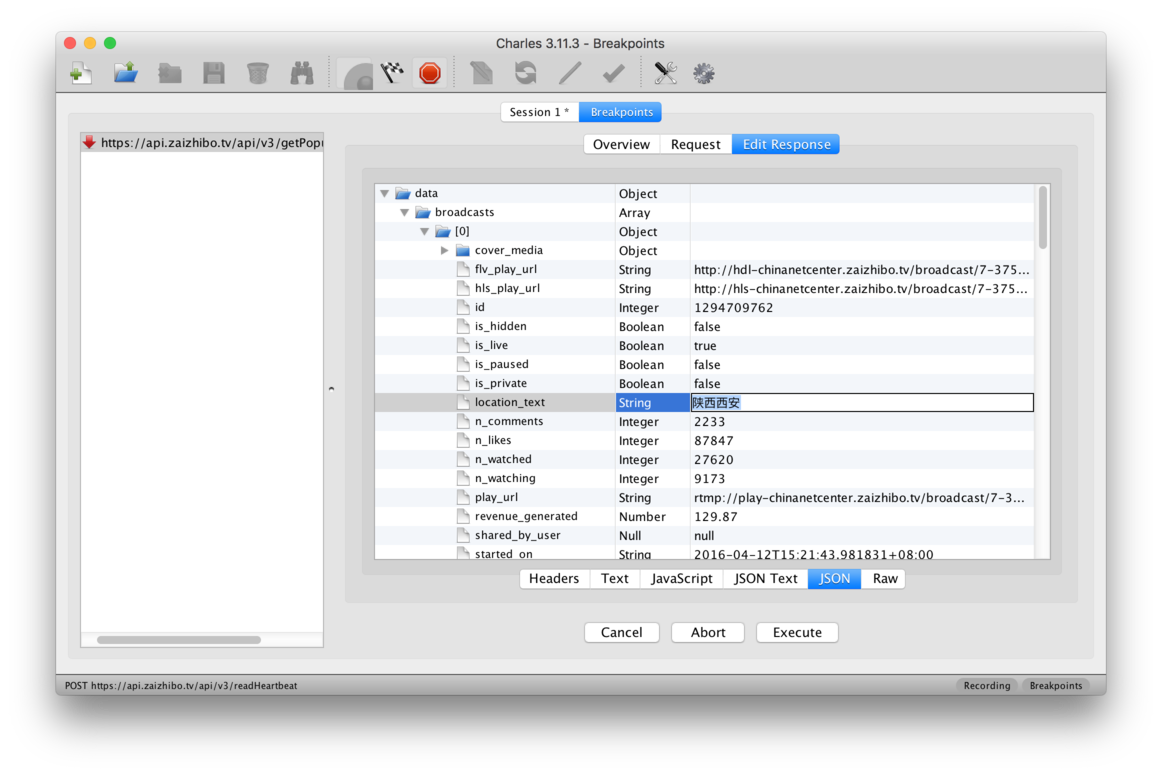 Charles 3.11.3 - Breakpoints
Session 1 * Breakpoints
https://api.zaizhibo.tv/api/v3/getPopu
Overview Request Edit Response
data Object
broadcasts Array
[0] Object
cover_media Object
flv_play_url String http://hdl-chinanetcenter.zaizhibo.tv/broadcast/7-375...
hls_play_url String http://hls-chinanetcenter.zaizhibo.tv/broadcast/7-375...
id Integer 1294709762
is_hidden Boolean false
is_live Boolean true
is_paused Boolean false
is_private Boolean false
location_text String 陕西西安
n_comments Integer 2233
n_likes Integer 87847
n_watched Integer 27620
n_watching Integer 9173
play_url String rtmp://play-chinanetcenter.zaizhibo.tv/broadcast/7-3...
revenue_generated Number 129.87
shared_by_user Null null
started_on String 2016-04-12T15:21:43.981831+08:00
Headers Text JavaScript JSON Text JSON Raw
Cancel Abort Execute
POST https://api.zaizhibo.tv/api/v3/readHeartbeat Recording Breakpoints